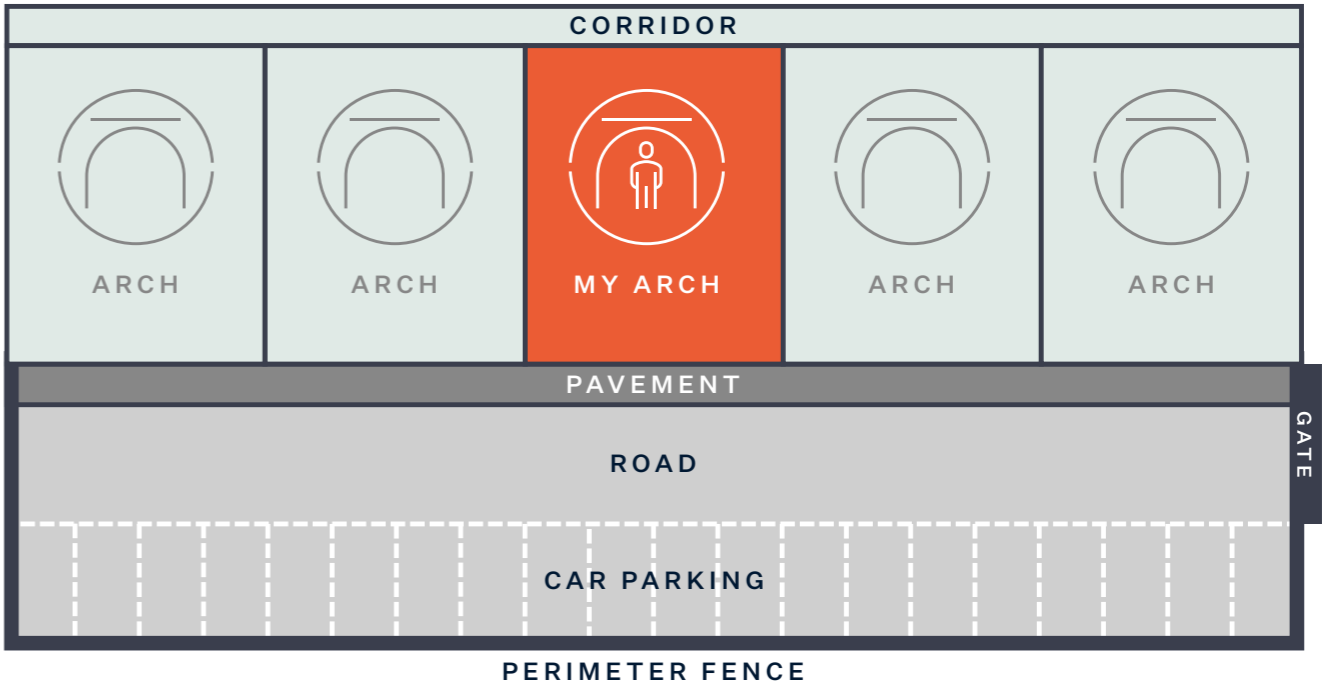 CORRIDOR
ARCH
ARCH
MY ARCH
ARCH
ARCH
PAVEMENT
ROAD
GATE
CAR PARKING
PERIMETER FENCE